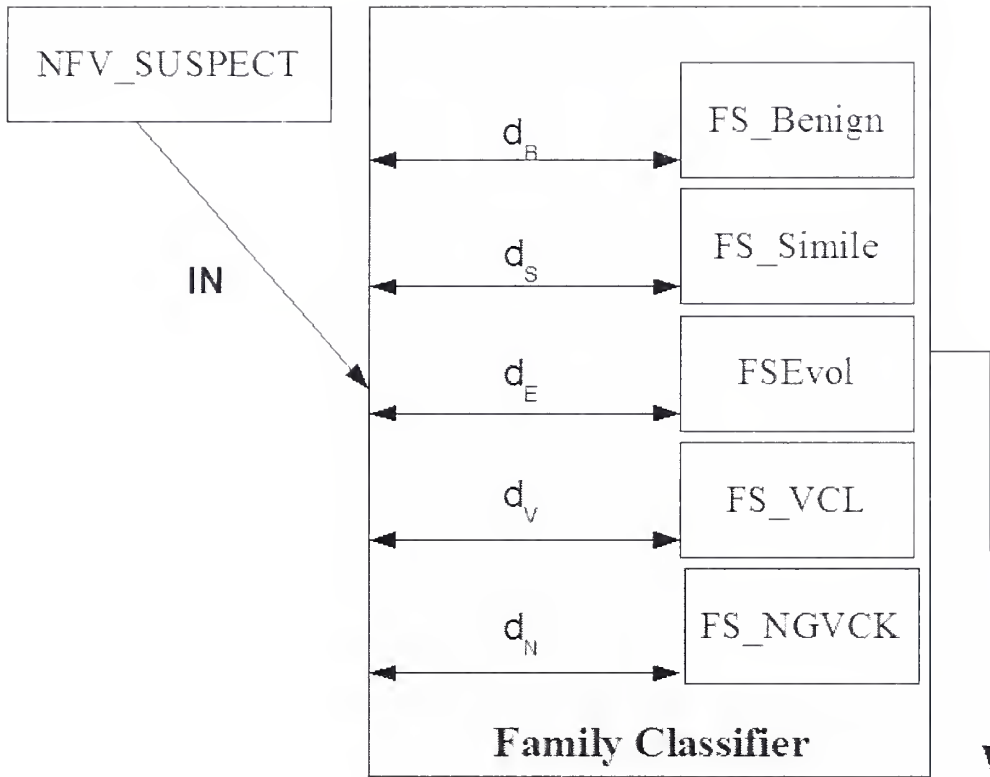 NFV_SUSPECT
IN
d_B
FS_Benign
d_S
FS_Simile
d_E
FSEvol
d_V
FS_VCL
d_N
FS_NGVCK
Family Classifier